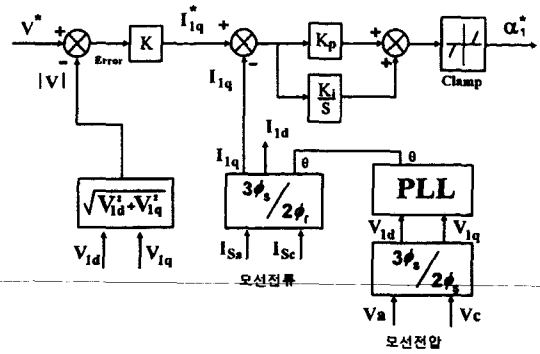 V*
+
-
|V|
Error
K
I*1q
+
-
I1q
Kp
Ki
S
+
+
Clamp
α*1
I1q
I1d
θ
θ
√V²1d+V²1q
V1d
V1q
3ϕs/2ϕr
ISa
ISc
모선전류
PLL
V1d
V1q
3ϕs/2ϕs
Va
Vc
모선전압